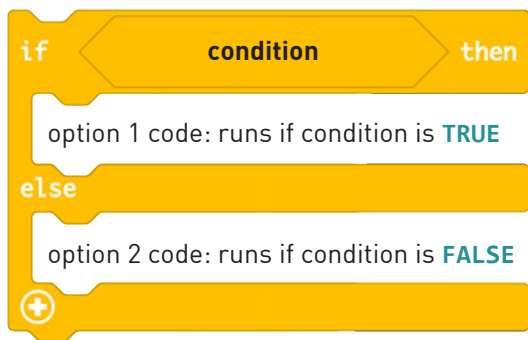 if condition then
option 1 code: runs if condition is TRUE
else
option 2 code: runs if condition is FALSE